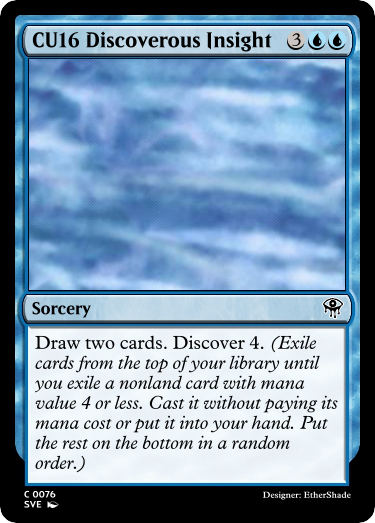 CU16 Discoverous Insight 3
Sorcery
Draw two cards. Discover 4. (Exile
cards from the top of your library until
you exile a nonland card with mana
value 4 or less. Cast it without paying its
mana cost or put it into your hand. Put
the rest on the bottom in a random
order.)
C 0076
SVE
Designer: EtherShade